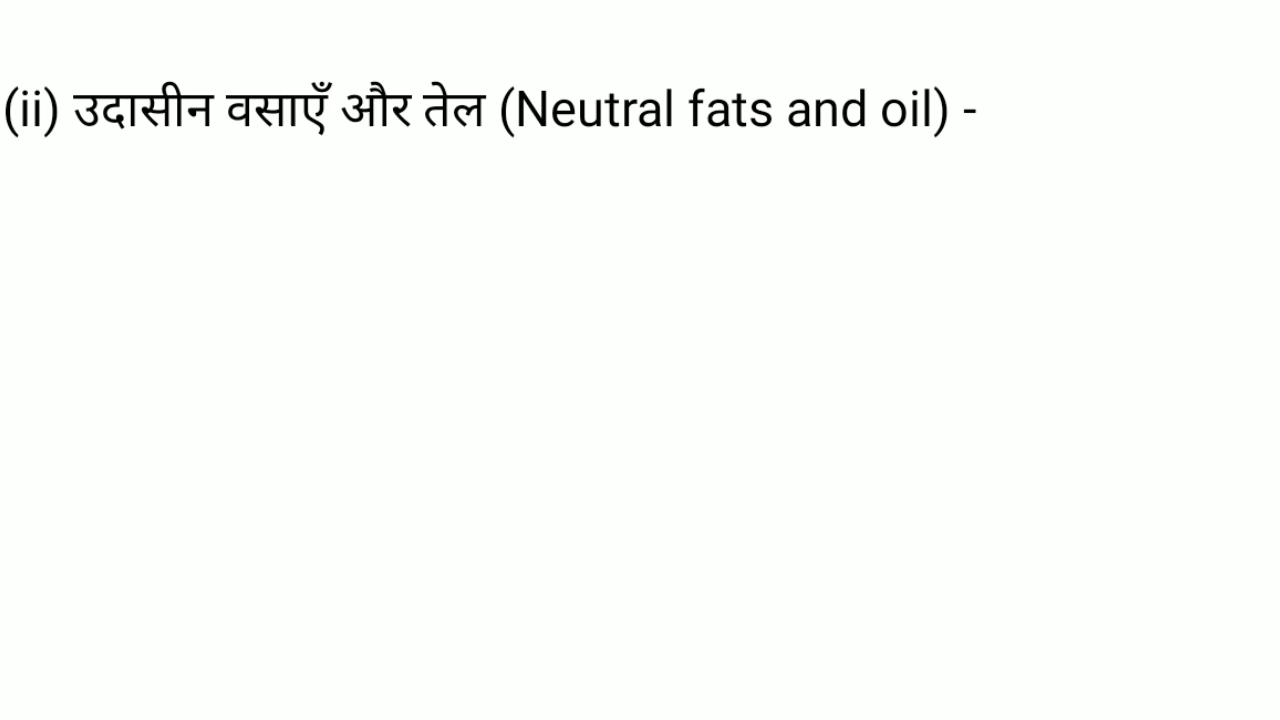 (ii) उदासीन वसाएँ और तेल (Neutral fats and oil) -